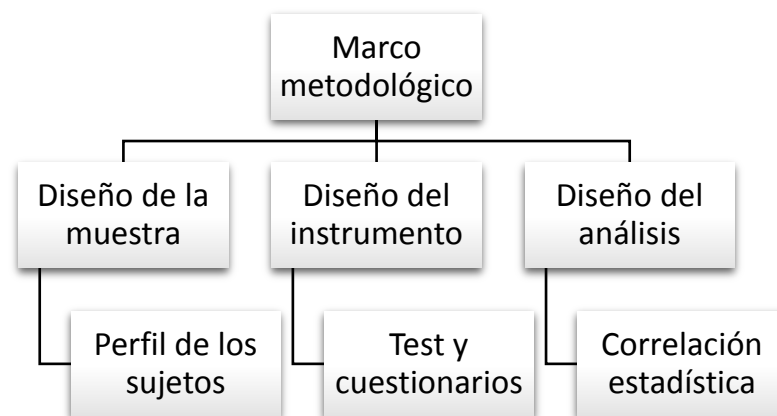 Marco
metodológico
Diseño de la
muestra
Diseño del
instrumento
Diseño del
análisis
Perfil de los
sujetos
Test y
cuestionarios
Correlación
estadística